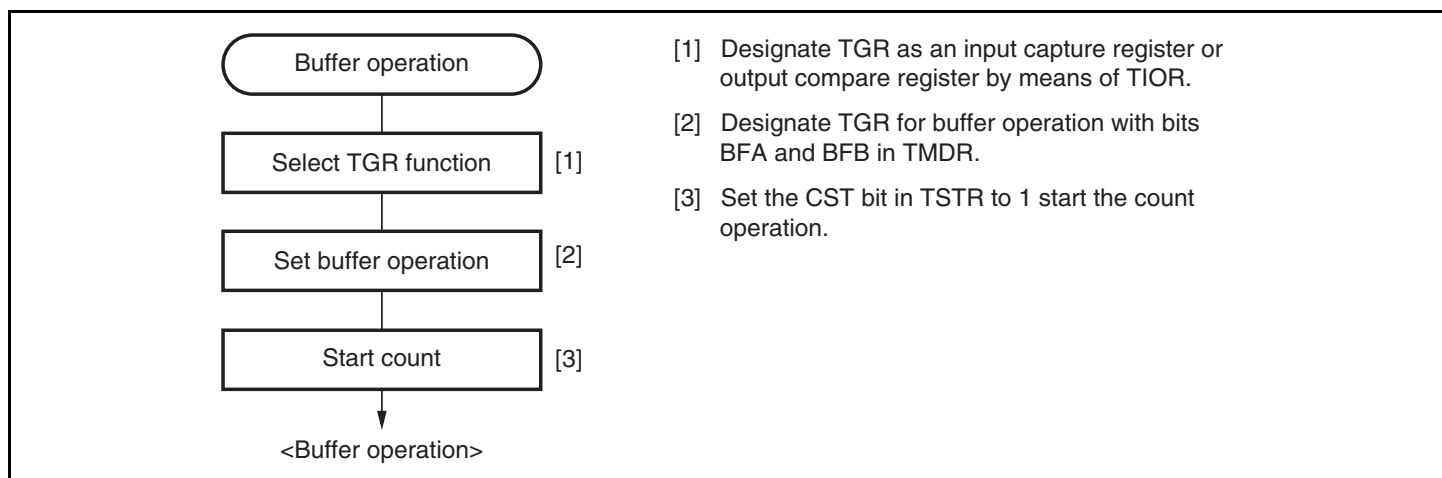 Buffer operation
Select TGR function
[1]
Set buffer operation
[2]
Start count
[3]
<Buffer operation>
[1] Designate TGR as an input capture register or
output compare register by means of TIOR.
[2] Designate TGR for buffer operation with bits
BFA and BFB in TMDR.
[3] Set the CST bit in TSTR to 1 start the count
operation.